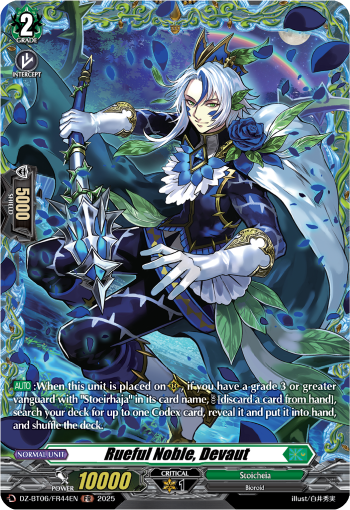 2
GRADE
INTERCEPT
5000
SHIELD
AUTO:When this unit is placed on (R), if you have a grade 3 or greater
vanguard with "Stoeirhaja" in its card name, COST [discard a card from hand],
search your deck for up to one Codex card, reveal it and put it into hand,
and shuffle the deck.
NORMAL UNIT
Rueful Noble, Devaut
POWER 10000
CRITICAL
1
Stoicheia
Bioroid
DZ-BT06/FR44EN FR 2025
illust/白井秀実